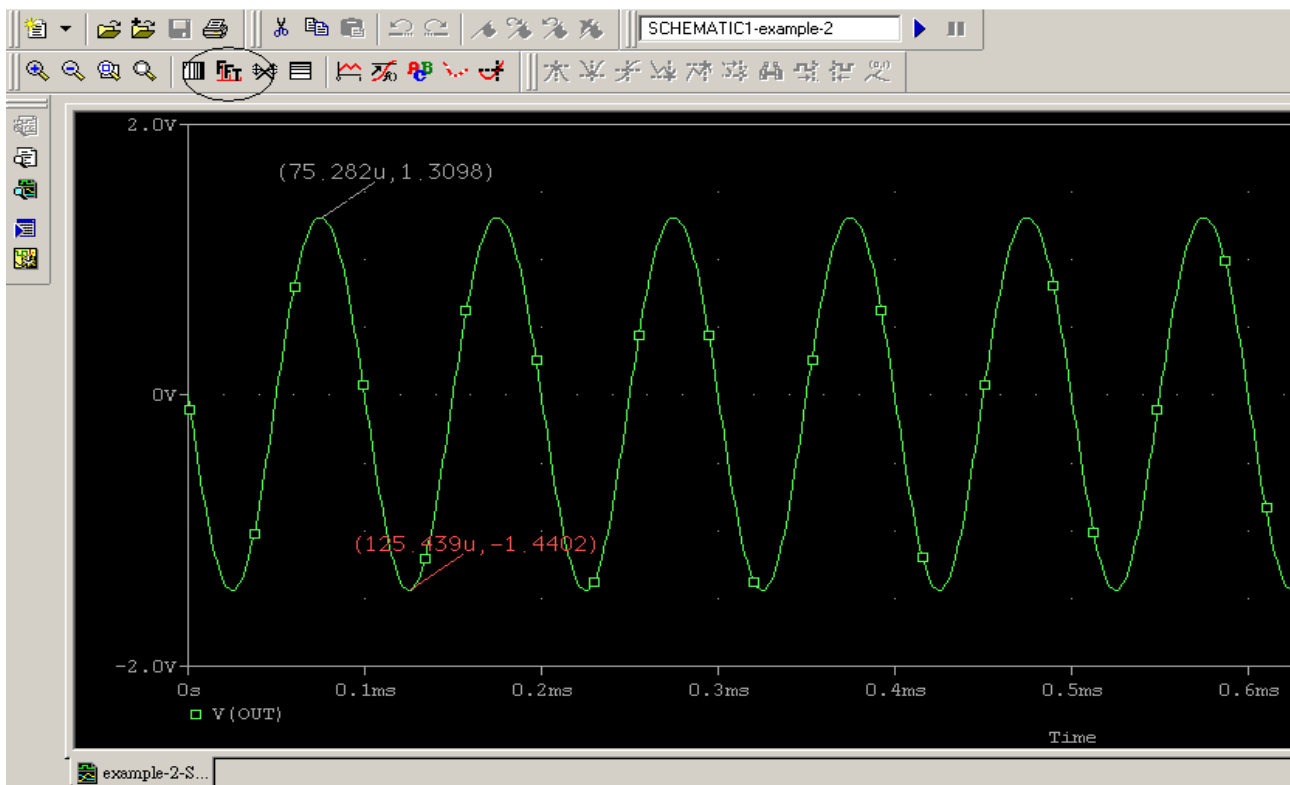 SCHEMATIC1-example-2
FFT
2.0V
(75.282u,1.3098)
0V
(125.439u,-1.4402)
-2.0V
0s 0.1ms 0.2ms 0.3ms 0.4ms 0.5ms 0.6ms
V(OUT)
Time
example-2-S...